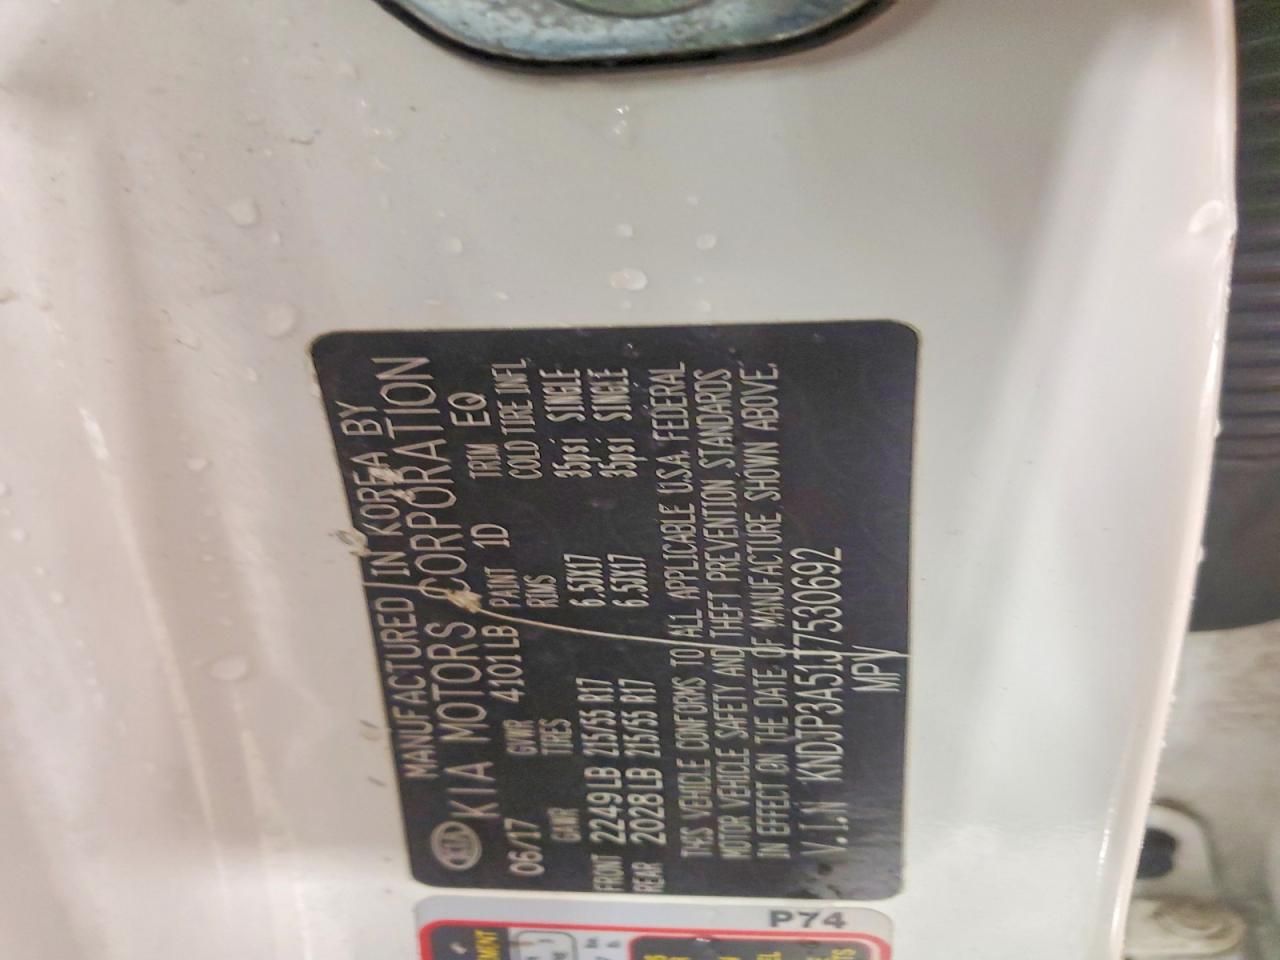 MANUFACTURED IN KOREA BY
KIA KIA MOTORS CORPORATION
06/17 GVWR 4101LB PAINT 1D TRIM EQ
GAWR TIRES RIMS COLD TIRE INFL.
FRONT 2249LB 215/55 R17 6.5JX17 35psi SINGLE
REAR 2028LB 215/55 R17 6.5JX17 35psi SINGLE
THIS VEHICLE CONFORMS TO ALL APPLICABLE U.S.A. FEDERAL
MOTOR VEHICLE SAFETY AND THEFT PREVENTION STANDARDS
IN EFFECT ON THE DATE OF MANUFACTURE SHOWN ABOVE.
V.I.N KNDJP3A51J7530692
MPV
P74